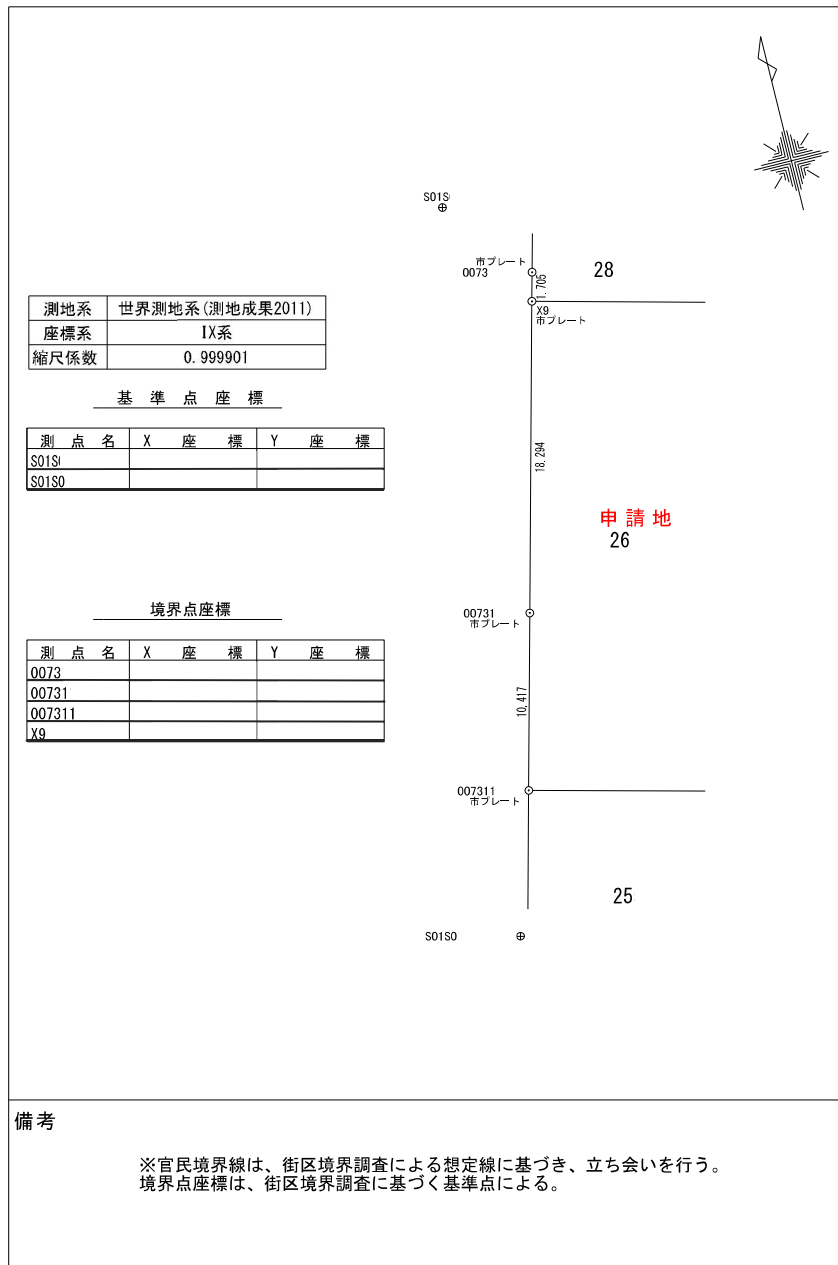 S01S
市プレート
0073
28
1.705
X9
市プレート
測地系 世界測地系(測地成果2011)
座標系 IX系
縮尺係数 0.999901
基準点座標
測点名 X座標 Y座標
S01S
S01S0
18.294
申請地
26
境界点座標
測点名 X座標 Y座標
0073
00731
007311
X9
00731
市プレート
10.417
007311
市プレート
25
S01S0
備考
※官民境界線は、街区境界調査による想定線に基づき、立ち会いを行う。
境界点座標は、街区境界調査に基づく基準点による。